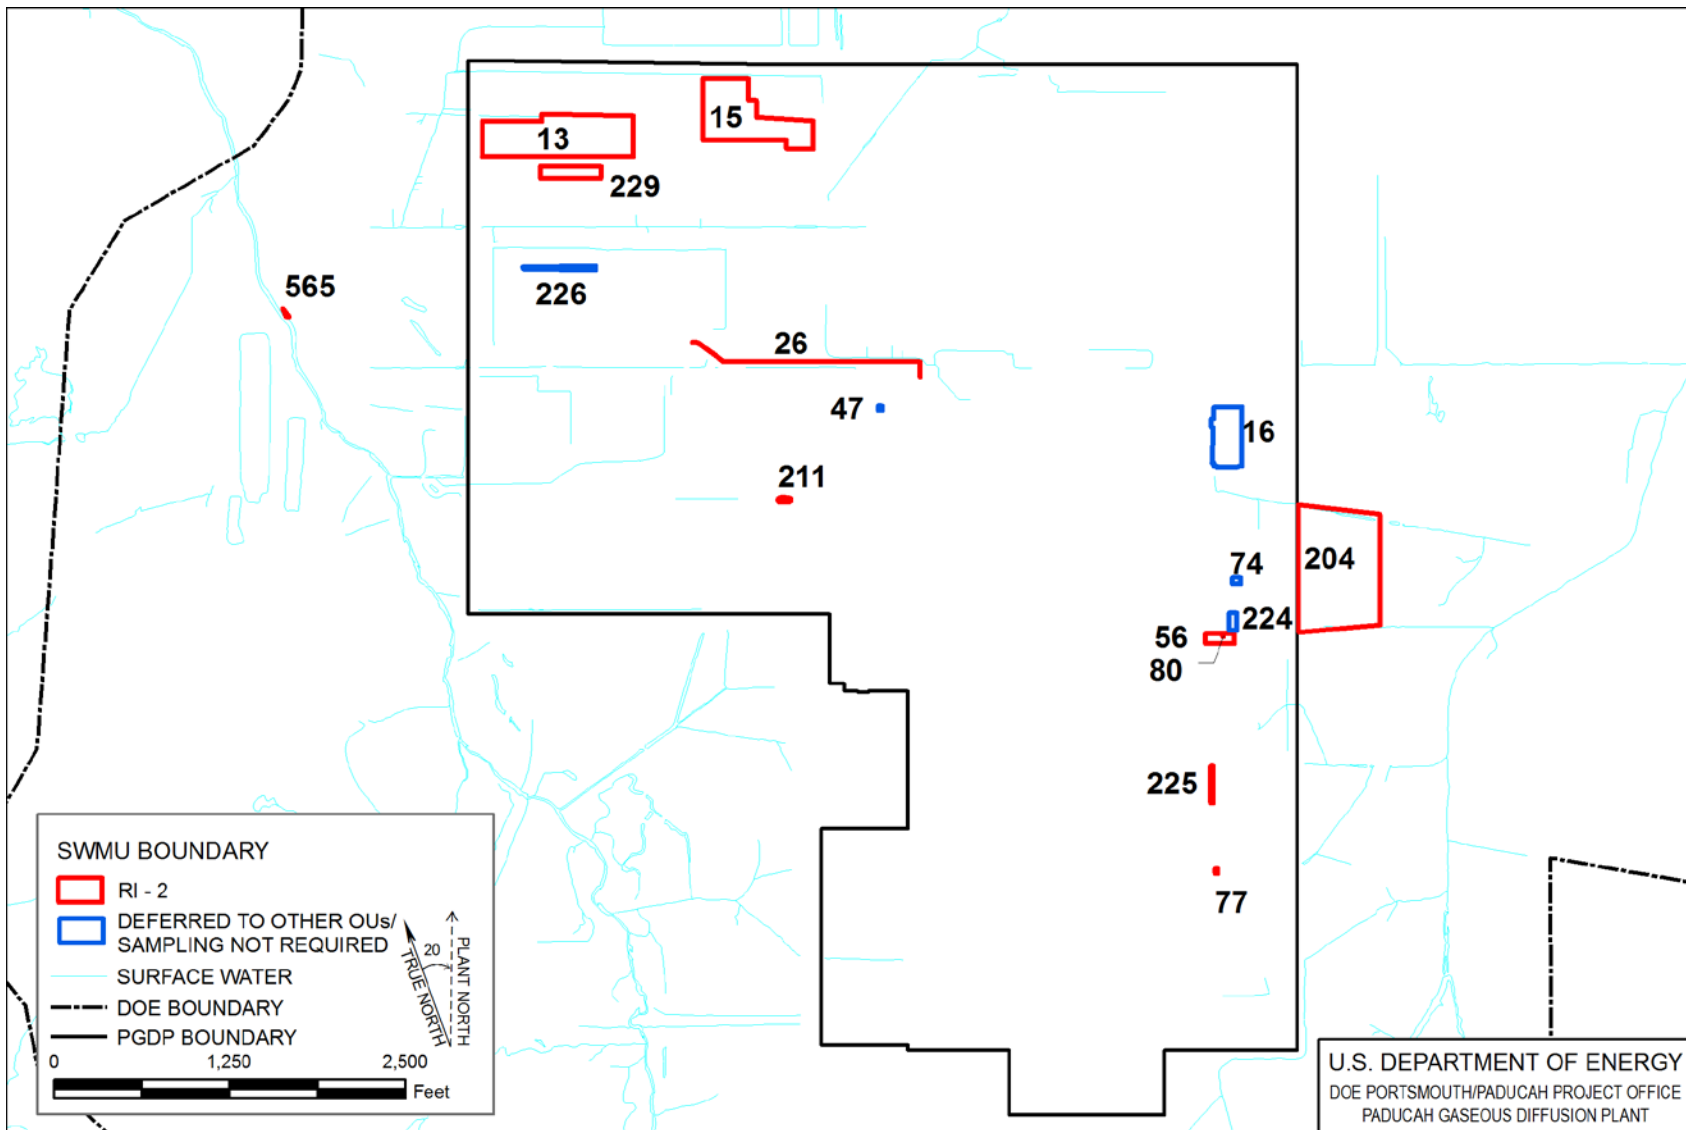 15
13
229
565
226
26
47
16
211
204
74
224
56
80
225
77
SWMU BOUNDARY
RI - 2
DEFERRED TO OTHER OUs/
SAMPLING NOT REQUIRED
SURFACE WATER
DOE BOUNDARY
PGDP BOUNDARY
20
TRUE NORTH
PLANT NORTH
0 1,250 2,500
Feet
U.S. DEPARTMENT OF ENERGY
DOE PORTSMOUTH/PADUCAH PROJECT OFFICE
PADUCAH GASEOUS DIFFUSION PLANT